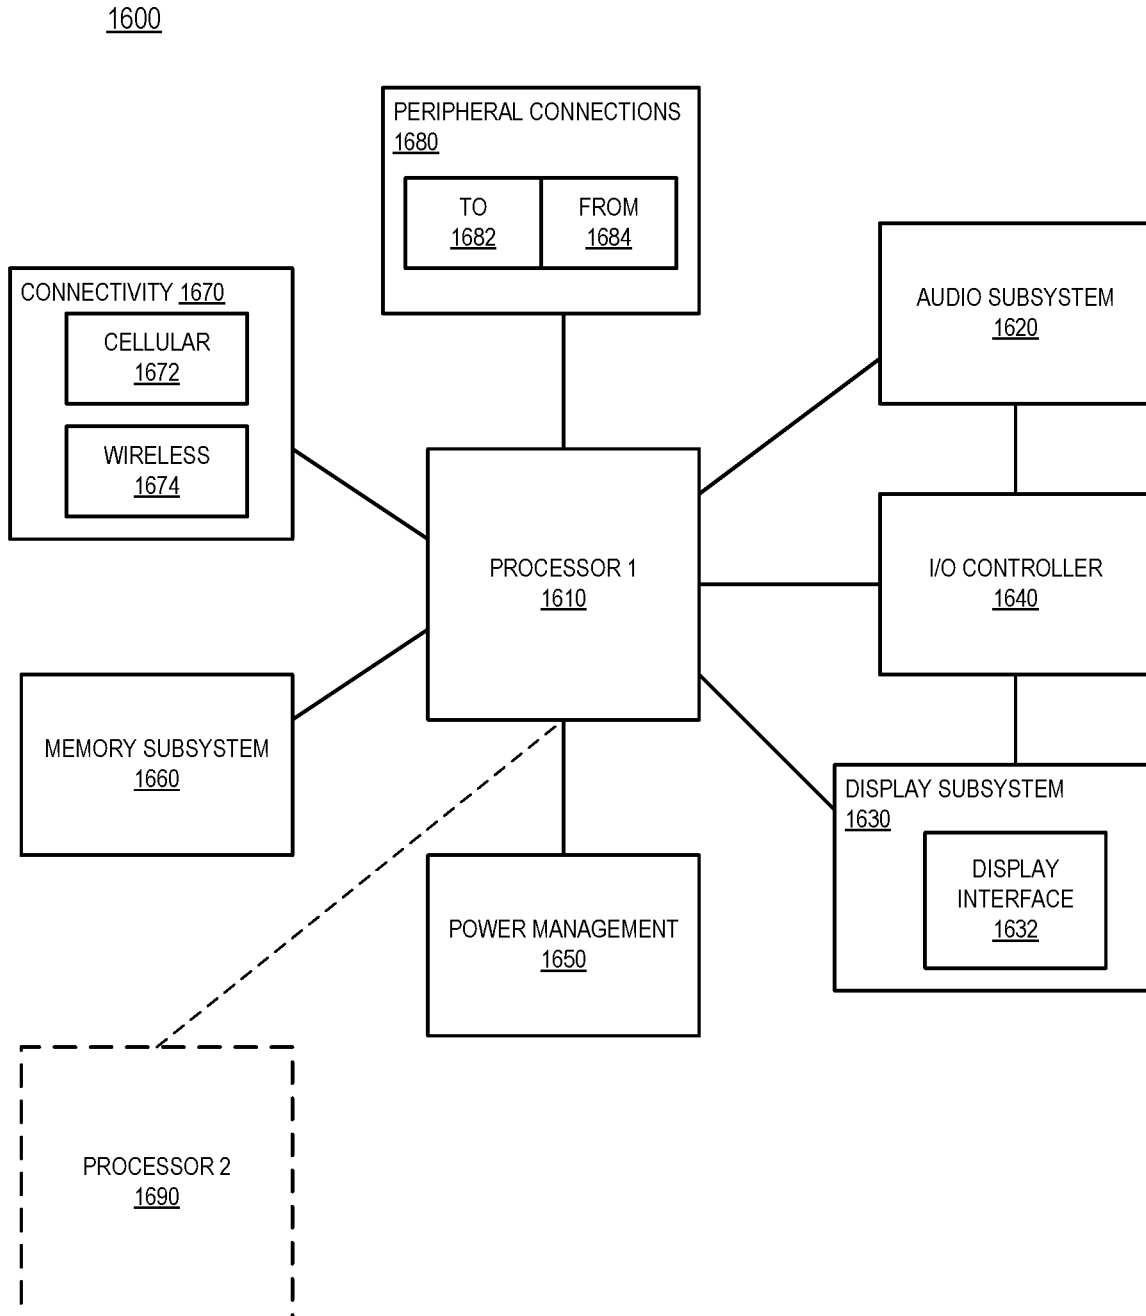 1600
PERIPHERAL CONNECTIONS
1680
TO
1682
FROM
1684
AUDIO SUBSYSTEM
1620
CONNECTIVITY 1670
CELLULAR
1672
WIRELESS
1674
PROCESSOR 1
1610
I/O CONTROLLER
1640
MEMORY SUBSYSTEM
1660
DISPLAY SUBSYSTEM
1630
DISPLAY
INTERFACE
1632
POWER MANAGEMENT
1650
PROCESSOR 2
1690